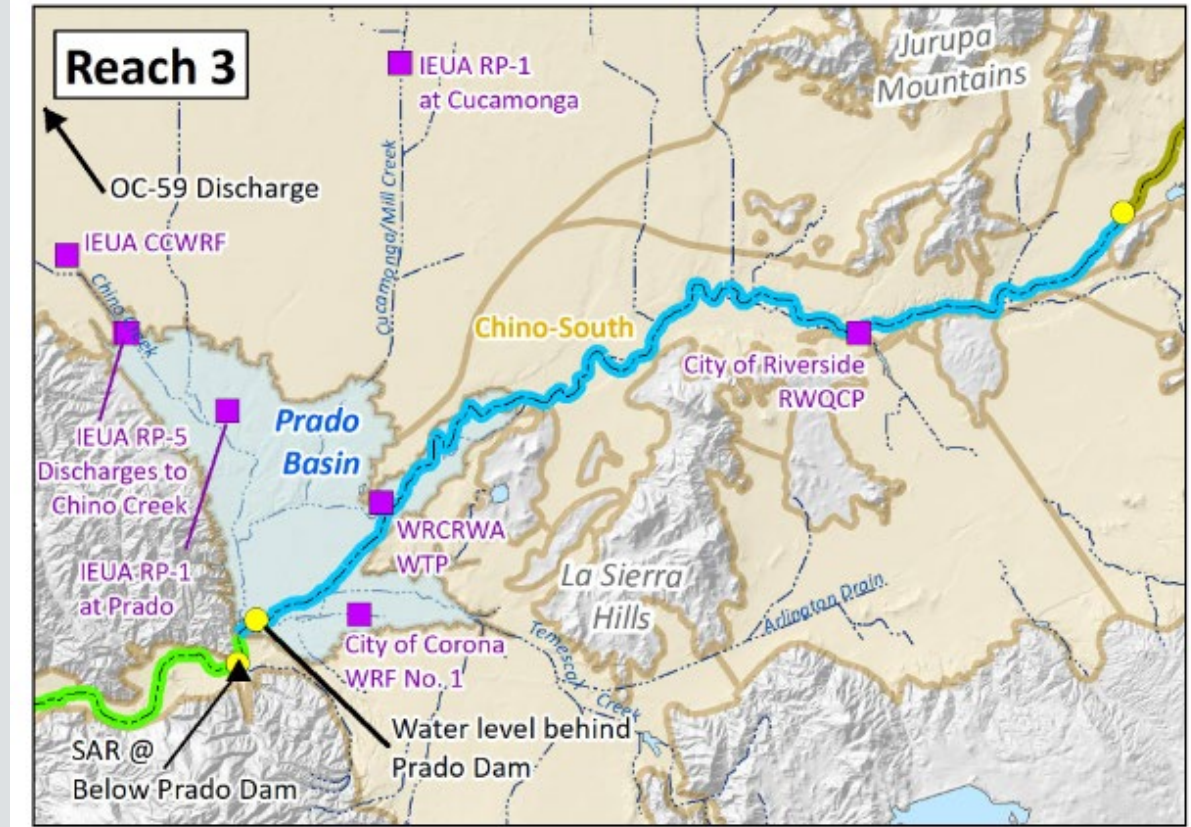 Reach 3
IEUA RP-1
at Cucamonga
Jurupa
Mountains
OC-59 Discharge
IEUA CCWRF
Chino Creek
Cucamonga/Mill Creek
Chino-South
City of Riverside
RWQCP
Prado
Basin
IEUA RP-5
Discharges to
Chino Creek
WRCRWA
WTP
IEUA RP-1
at Prado
La Sierra
Hills
Arlington Drain
City of Corona
WRF No. 1
Temescal Creek
Water level behind
Prado Dam
SAR @
Below Prado Dam